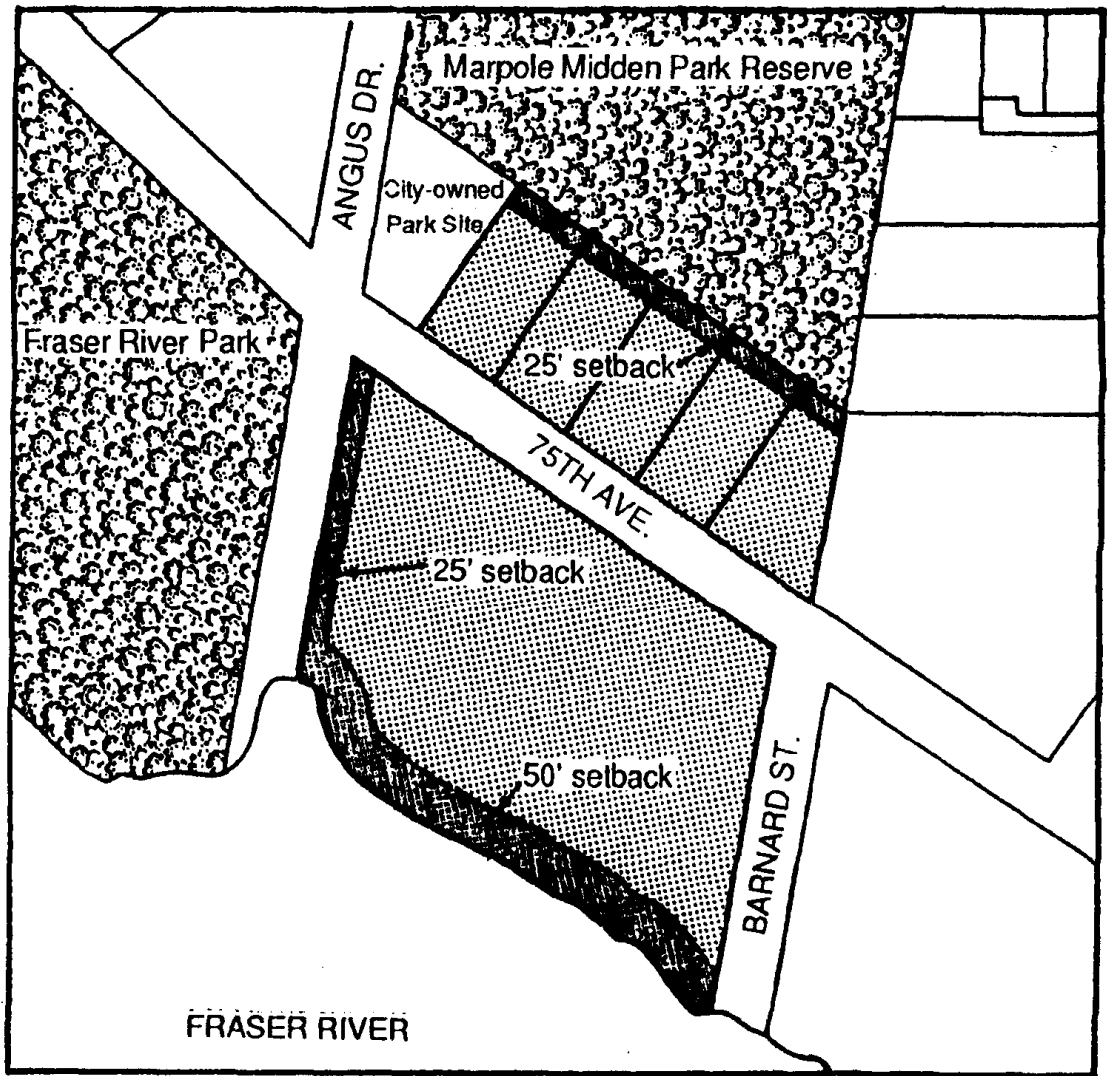 Marpole Midden Park Reserve
ANGUS DR.
City-owned
Park Site
Fraser River Park
25' setback
75TH AVE.
25' setback
50' setback
BARNARD ST.
FRASER RIVER